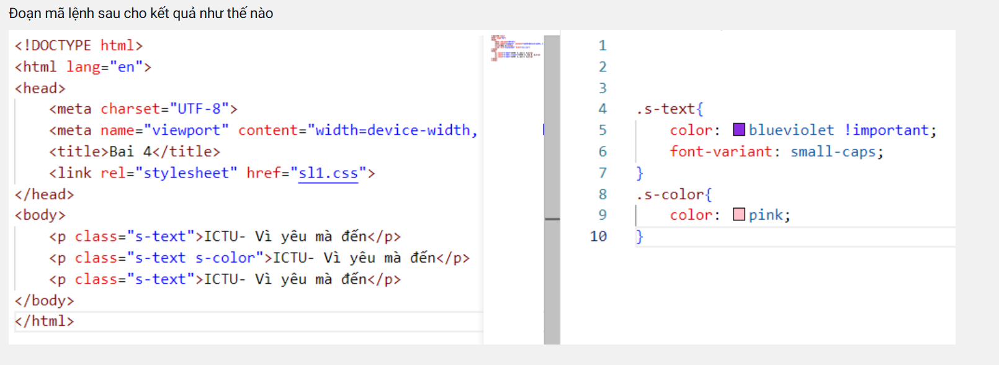 Đoạn mã lệnh sau cho kết quả như thế nào
<!DOCTYPE html>
<html lang="en">
<head>
    <meta charset="UTF-8">
    <meta name="viewport" content="width=device-width,
    <title>Bai 4</title>
    <link rel="stylesheet" href="sl1.css">
</head>
<body>
    <p class="s-text">ICTU- Vì yêu mà đến</p>
    <p class="s-text s-color">ICTU- Vì yêu mà đến</p>
    <p class="s-text">ICTU- Vì yêu mà đến</p>
</body>
</html>
1
2
3
4 .s-text{
5     color: blueviolet !important;
6     font-variant: small-caps;
7 }
8 .s-color{
9     color: pink;
10 }